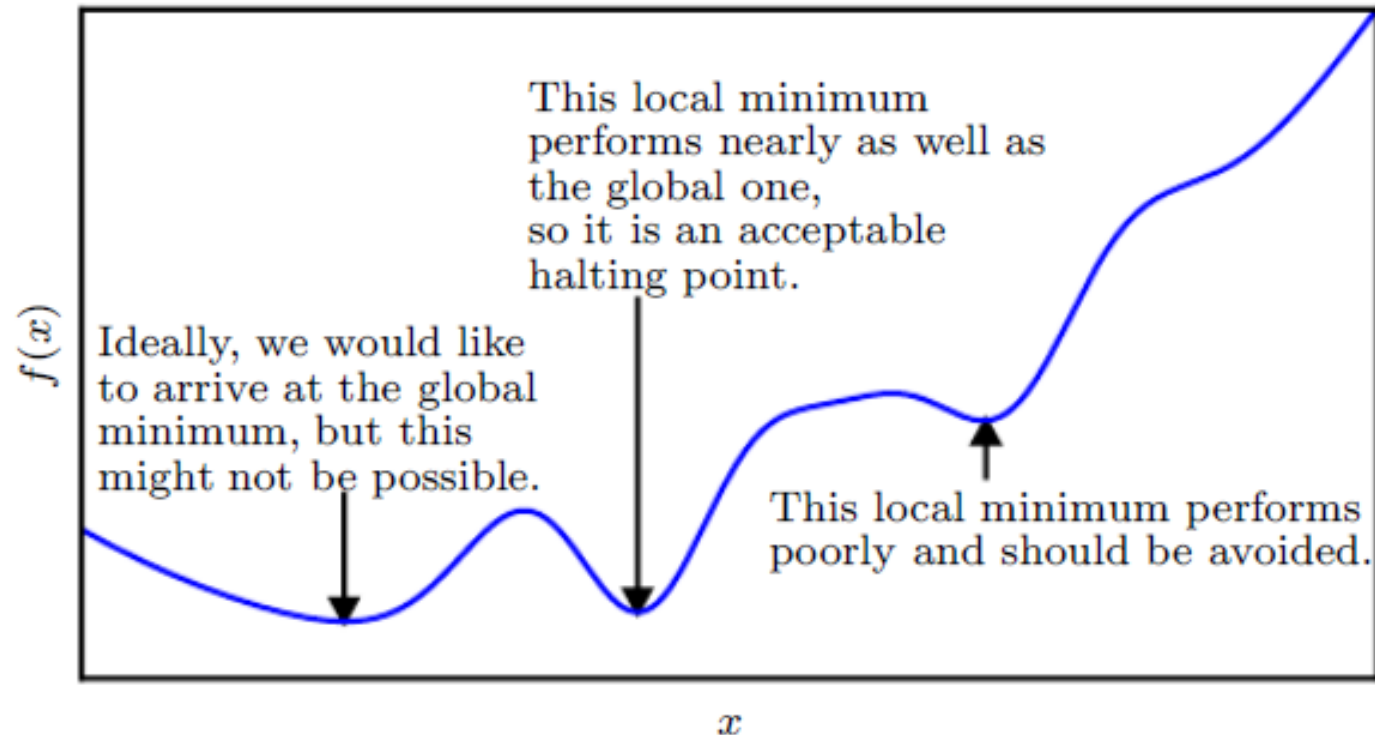 This local minimum
performs nearly as well as
the global one,
so it is an acceptable
halting point.
Ideally, we would like
to arrive at the global
minimum, but this
might not be possible.
This local minimum performs
poorly and should be avoided.
f(x)
x